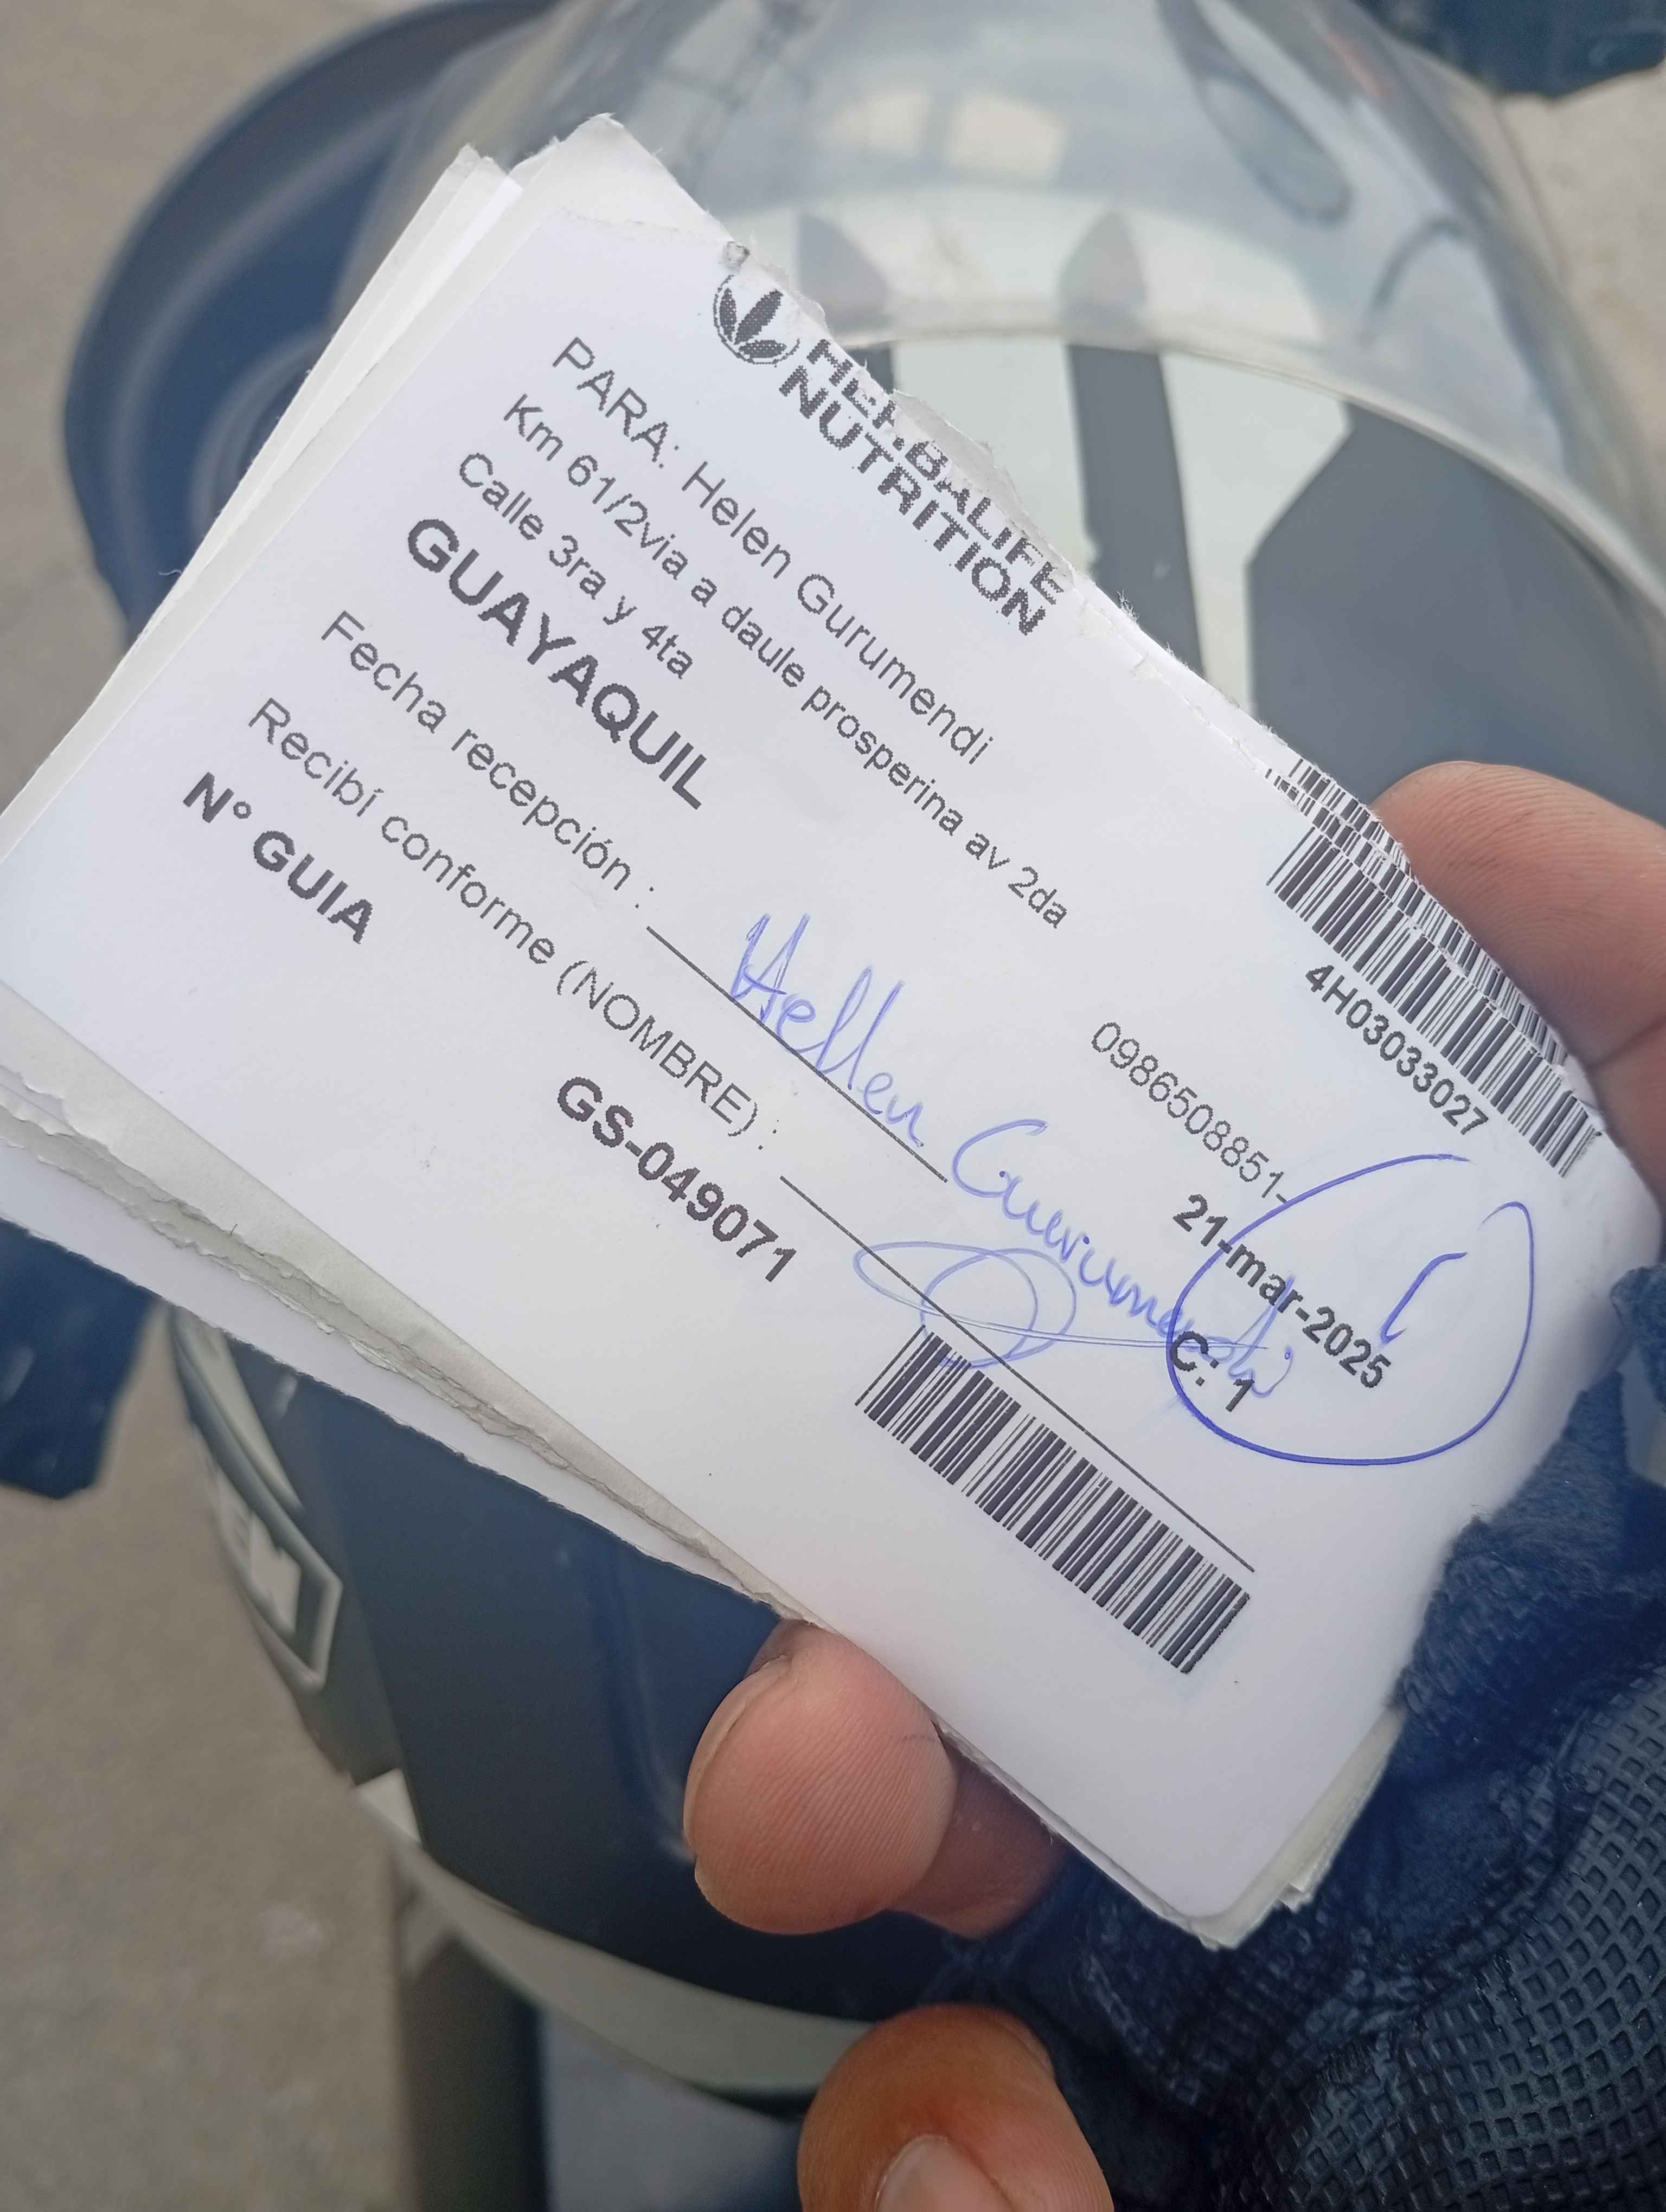 HERBALIFE
NUTRITION
4H03033027
PARA: Helen Gurumendi
0986508851-
Km 61/2via a daule prosperina av 2da
21-mar-2025
Calle 3ra y 4ta
C: 1
GUAYAQUIL
Fecha recepción : Hellen Gurumendi
Recibí conforme (NOMBRE) :
N° GUIA GS-049071